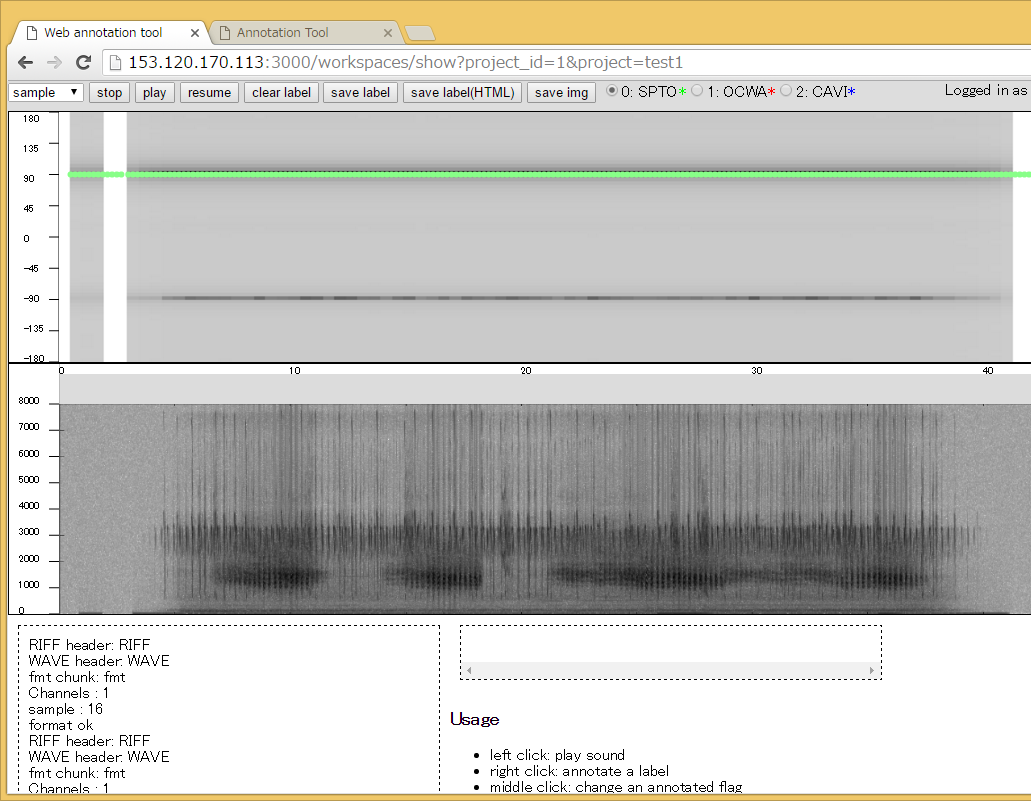 Web annotation tool × Annotation Tool ×
153.120.170.113:3000/workspaces/show?project_id=1&project=test1
sample ▼ stop play resume clear label save label save label(HTML) save img 0: SPTO* 1: OCWA* 2: CAVI* Logged in as
180
135
90
45
0
-45
-90
-135
-180
0 10 20 30 40
8000
7000
6000
5000
4000
3000
2000
1000
0
RIFF header: RIFF
WAVE header: WAVE
fmt chunk: fmt
Channels : 1
sample : 16
format ok
RIFF header: RIFF
WAVE header: WAVE
fmt chunk: fmt
Channels : 1
Usage
• left click: play sound
• right click: annotate a label
• middle click: change an annotated flag